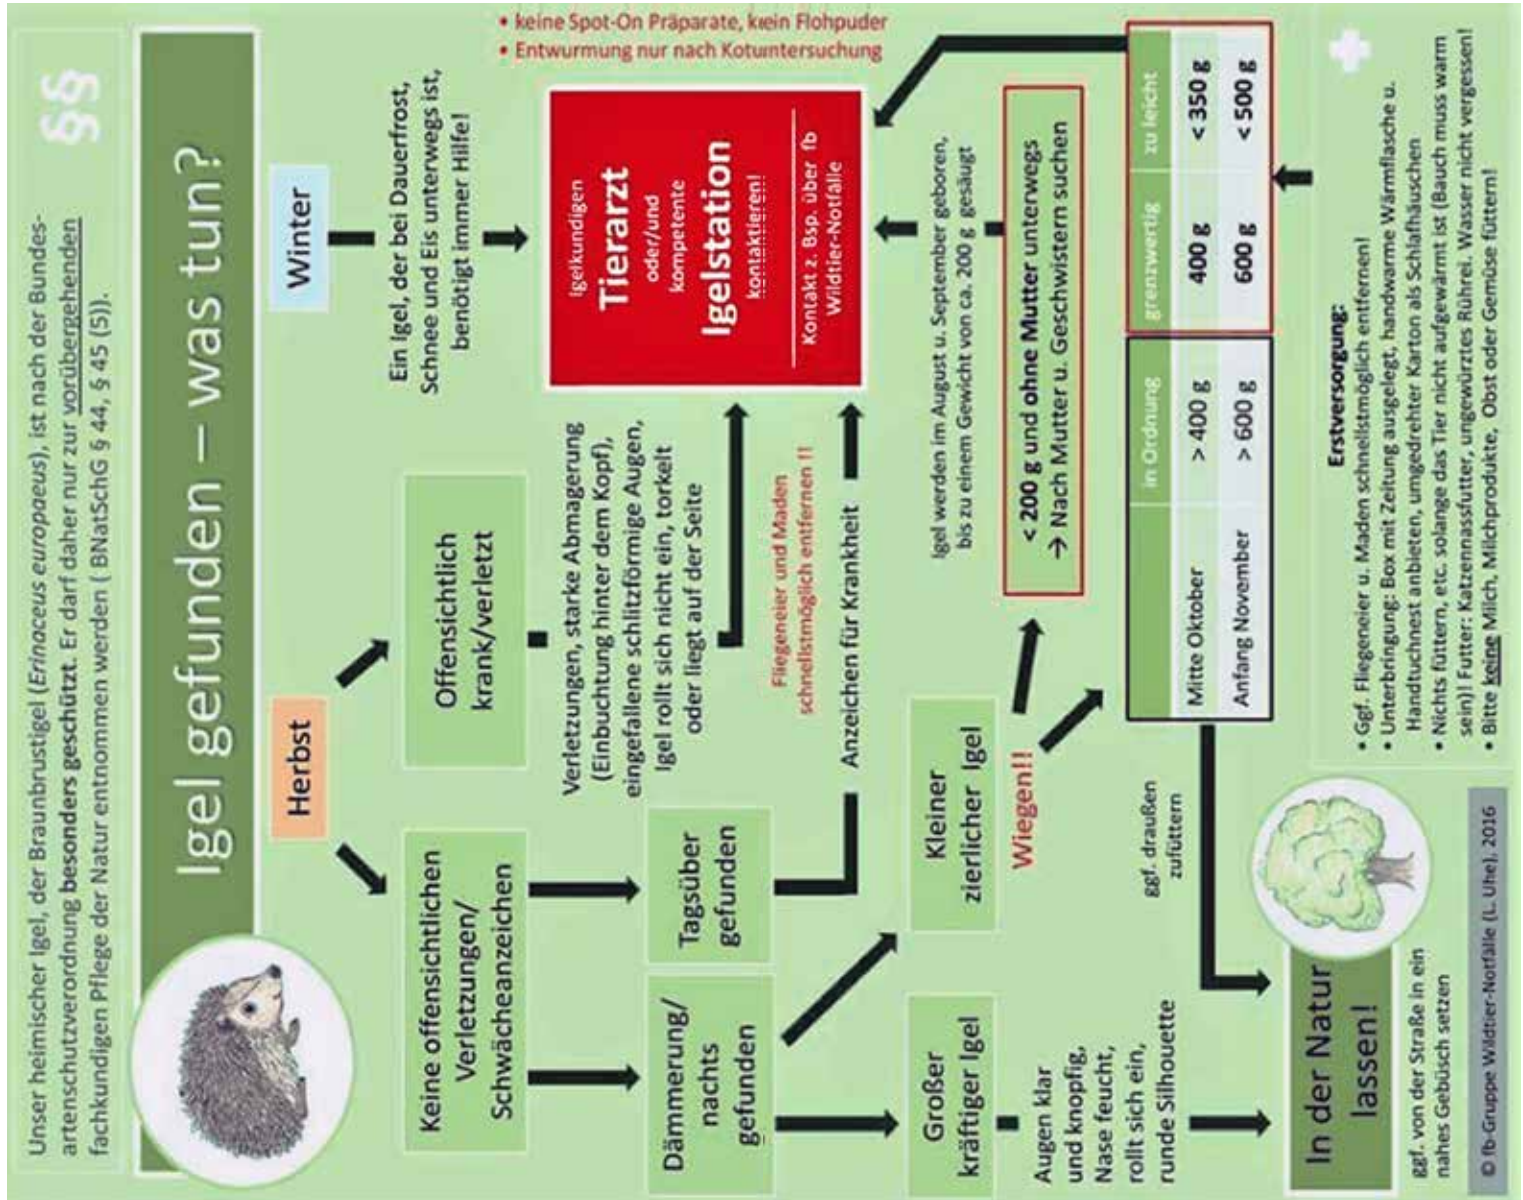 Unser heimischer Igel, der Braunbrustigel (Erinaceus europaeus), ist nach der Bundes-
artenschutzverordnung besonders geschützt. Er darf daher nur zur vorübergehenden
fachkundigen Pflege der Natur entnommen werden ( BNatSchG § 44, § 45 (5)).
§§
Igel gefunden – was tun?
Herbst
Winter
Keine offensichtlichen
Verletzungen/
Schwächeanzeichen
Offensichtlich
krank/verletzt
Ein Igel, der bei Dauerfrost,
Schnee und Eis unterwegs ist,
benötigt immer Hilfe!
• keine Spot-On Präparate, kein Flohpuder
• Entwurmung nur nach Kotuntersuchung
Verletzungen, starke Abmagerung
(Einbuchtung hinter dem Kopf),
eingefallene schlitzförmige Augen,
Igel rollt sich nicht ein, torkelt
oder liegt auf der Seite
Igelkundigen
Tierarzt
oder/und
kompetente
Igelstation
kontaktieren!
Kontakt z. Bsp. über fb
Wildtier-Notfälle
Dämmerung/
nachts
gefunden
Tagsüber
gefunden
Fliegeneier und Maden
schnellstmöglich entfernen !!
Anzeichen für Krankheit
Großer
kräftiger Igel
Kleiner
zierlicher Igel
Igel werden im August u. September geboren,
bis zu einem Gewicht von ca. 200 g gesäugt
Wiegen!!
< 200 g und ohne Mutter unterwegs
→ Nach Mutter u. Geschwistern suchen
Augen klar
und knopfig,
Nase feucht,
rollt sich ein,
runde Silhouette
ggf. draußen
zufüttern
in Ordnung grenzwertig zu leicht
Mitte Oktober > 400 g 400 g < 350 g
Anfang November > 600 g 600 g < 500 g
In der Natur
lassen!
ggf. von der Straße in ein
nahes Gebüsch setzen
Erstversorgung:
• Ggf. Fliegeneier u. Maden schnellstmöglich entfernen!
• Unterbringung: Box mit Zeitung ausgelegt, handwarme Wärmflasche u.
Handtuchnest anbieten, umgedrehter Karton als Schlafhäuschen
• Nichts füttern, etc. solange das Tier nicht aufgewärmt ist (Bauch muss warm
sein)! Futter: Katzennassfutter, ungewürztes Rührei. Wasser nicht vergessen!
• Bitte keine Milch, Milchprodukte, Obst oder Gemüse füttern!
© fb-Gruppe Wildtier-Notfälle (L. Uhe), 2016